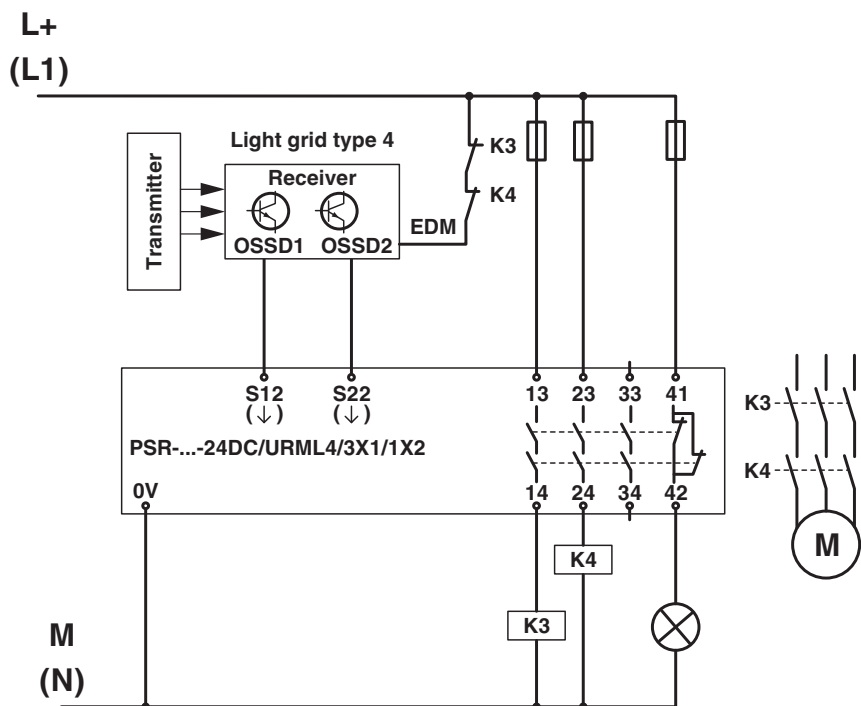 L+
(L1)
Light grid type 4
Transmitter
Receiver
OSSD1 OSSD2
EDM
K3
K4
S12 S22 13 23 33 41
(↓) (↓)
PSR-...-24DC/URML4/3X1/1X2
0V 14 24 34 42
K3
K4
M
K4
K3
M
(N)